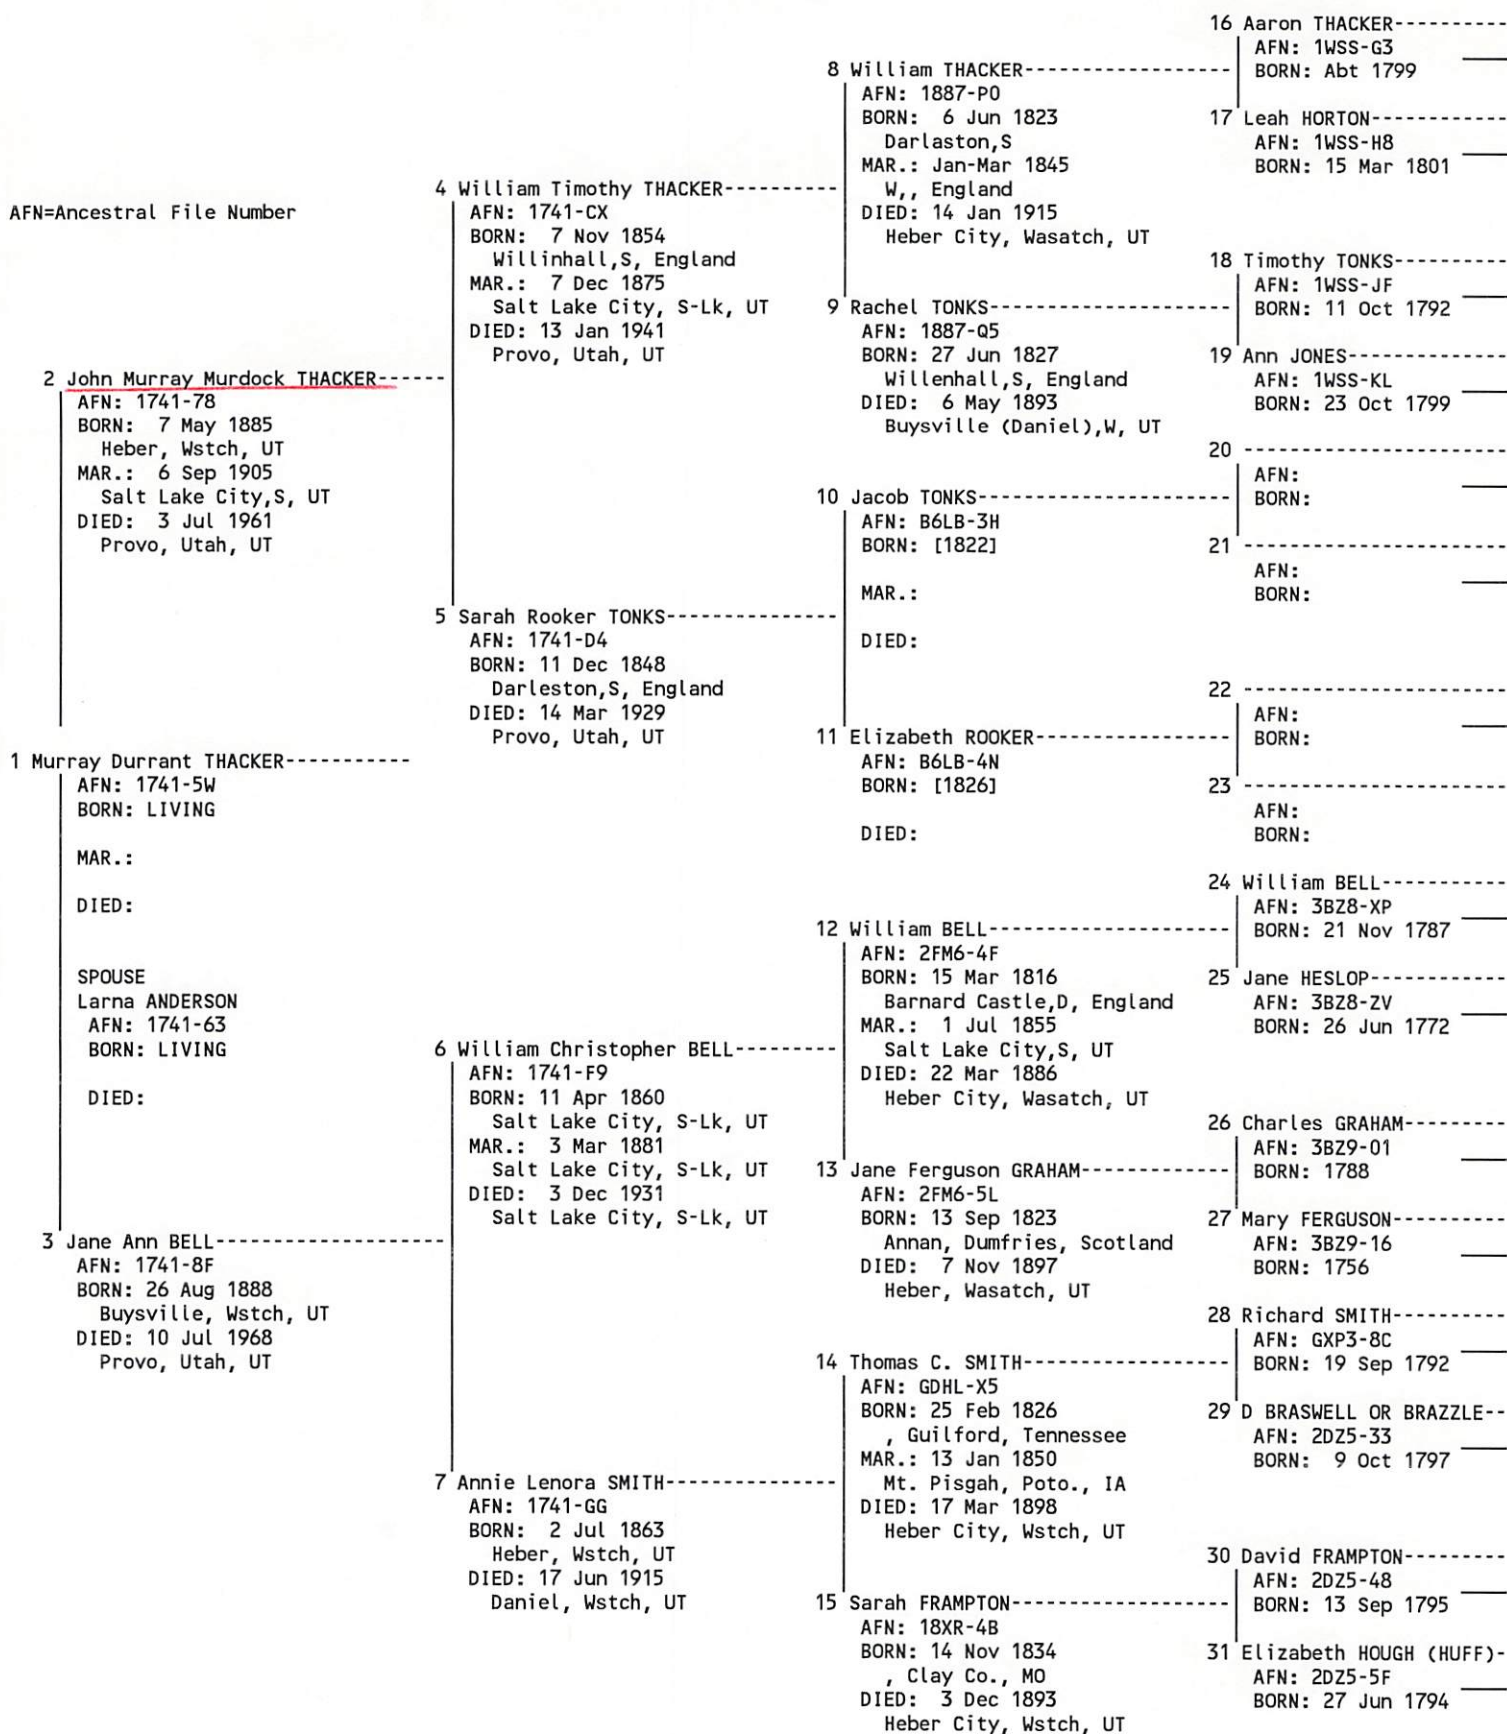 AFN=Ancestral File Number
1 Murray Durrant THACKER-----------
AFN: 1741-5W
BORN: LIVING
MAR.:
DIED:
SPOUSE
Larna ANDERSON
AFN: 1741-63
BORN: LIVING
DIED:
2 John Murray Murdock THACKER------
AFN: 1741-78
BORN:  7 May 1885
Heber, Wstch, UT
MAR.:  6 Sep 1905
Salt Lake City,S, UT
DIED:  3 Jul 1961
Provo, Utah, UT
3 Jane Ann BELL-------------------
AFN: 1741-8F
BORN: 26 Aug 1888
Buysville, Wstch, UT
DIED: 10 Jul 1968
Provo, Utah, UT
4 William Timothy THACKER----------
AFN: 1741-CX
BORN:  7 Nov 1854
Willinhall,S, England
MAR.:  7 Dec 1875
Salt Lake City, S-Lk, UT
DIED: 13 Jan 1941
Provo, Utah, UT
5 Sarah Rooker TONKS---------------
AFN: 1741-D4
BORN: 11 Dec 1848
Darleston,S, England
DIED: 14 Mar 1929
Provo, Utah, UT
6 William Christopher BELL---------
AFN: 1741-F9
BORN: 11 Apr 1860
Salt Lake City, S-Lk, UT
MAR.:  3 Mar 1881
Salt Lake City, S-Lk, UT
DIED:  3 Dec 1931
Salt Lake City, S-Lk, UT
7 Annie Lenora SMITH---------------
AFN: 1741-GG
BORN:  2 Jul 1863
Heber, Wstch, UT
DIED: 17 Jun 1915
Daniel, Wstch, UT
8 William THACKER------------------
AFN: 1887-P0
BORN:  6 Jun 1823
Darlaston,S
MAR.: Jan-Mar 1845
W,, England
DIED: 14 Jan 1915
Heber City, Wasatch, UT
9 Rachel TONKS---------------------
AFN: 1887-Q5
BORN: 27 Jun 1827
Willenhall,S, England
DIED:  6 May 1893
Buysville (Daniel),W, UT
10 Jacob TONKS----------------------
AFN: B6LB-3H
BORN: [1822]
MAR.:
DIED:
11 Elizabeth ROOKER-----------------
AFN: B6LB-4N
BORN: [1826]
DIED:
12 William BELL---------------------
AFN: 2FM6-4F
BORN: 15 Mar 1816
Barnard Castle,D, England
MAR.:  1 Jul 1855
Salt Lake City,S, UT
DIED: 22 Mar 1886
Heber City, Wasatch, UT
13 Jane Ferguson GRAHAM-------------
AFN: 2FM6-5L
BORN: 13 Sep 1823
Annan, Dumfries, Scotland
DIED:  7 Nov 1897
Heber, Wasatch, UT
14 Thomas C. SMITH------------------
AFN: GDHL-X5
BORN: 25 Feb 1826
, Guilford, Tennessee
MAR.: 13 Jan 1850
Mt. Pisgah, Poto., IA
DIED: 17 Mar 1898
Heber City, Wstch, UT
15 Sarah FRAMPTON-------------------
AFN: 18XR-4B
BORN: 14 Nov 1834
, Clay Co., MO
DIED:  3 Dec 1893
Heber City, Wstch, UT
16 Aaron THACKER----------
AFN: 1WSS-G3
BORN: Abt 1799
17 Leah HORTON------------
AFN: 1WSS-H8
BORN: 15 Mar 1801
18 Timothy TONKS----------
AFN: 1WSS-JF
BORN: 11 Oct 1792
19 Ann JONES--------------
AFN: 1WSS-KL
BORN: 23 Oct 1799
20 -----------------------
AFN:
BORN:
21 -----------------------
AFN:
BORN:
22 -----------------------
AFN:
BORN:
23 -----------------------
AFN:
BORN:
24 William BELL-----------
AFN: 3BZ8-XP
BORN: 21 Nov 1787
25 Jane HESLOP------------
AFN: 3BZ8-ZV
BORN: 26 Jun 1772
26 Charles GRAHAM---------
AFN: 3BZ9-01
BORN: 1788
27 Mary FERGUSON----------
AFN: 3BZ9-16
BORN: 1756
28 Richard SMITH----------
AFN: GXP3-8C
BORN: 19 Sep 1792
29 D BRASWELL OR BRAZZLE--
AFN: 2DZ5-33
BORN:  9 Oct 1797
30 David FRAMPTON---------
AFN: 2DZ5-48
BORN: 13 Sep 1795
31 Elizabeth HOUGH (HUFF)-
AFN: 2DZ5-5F
BORN: 27 Jun 1794